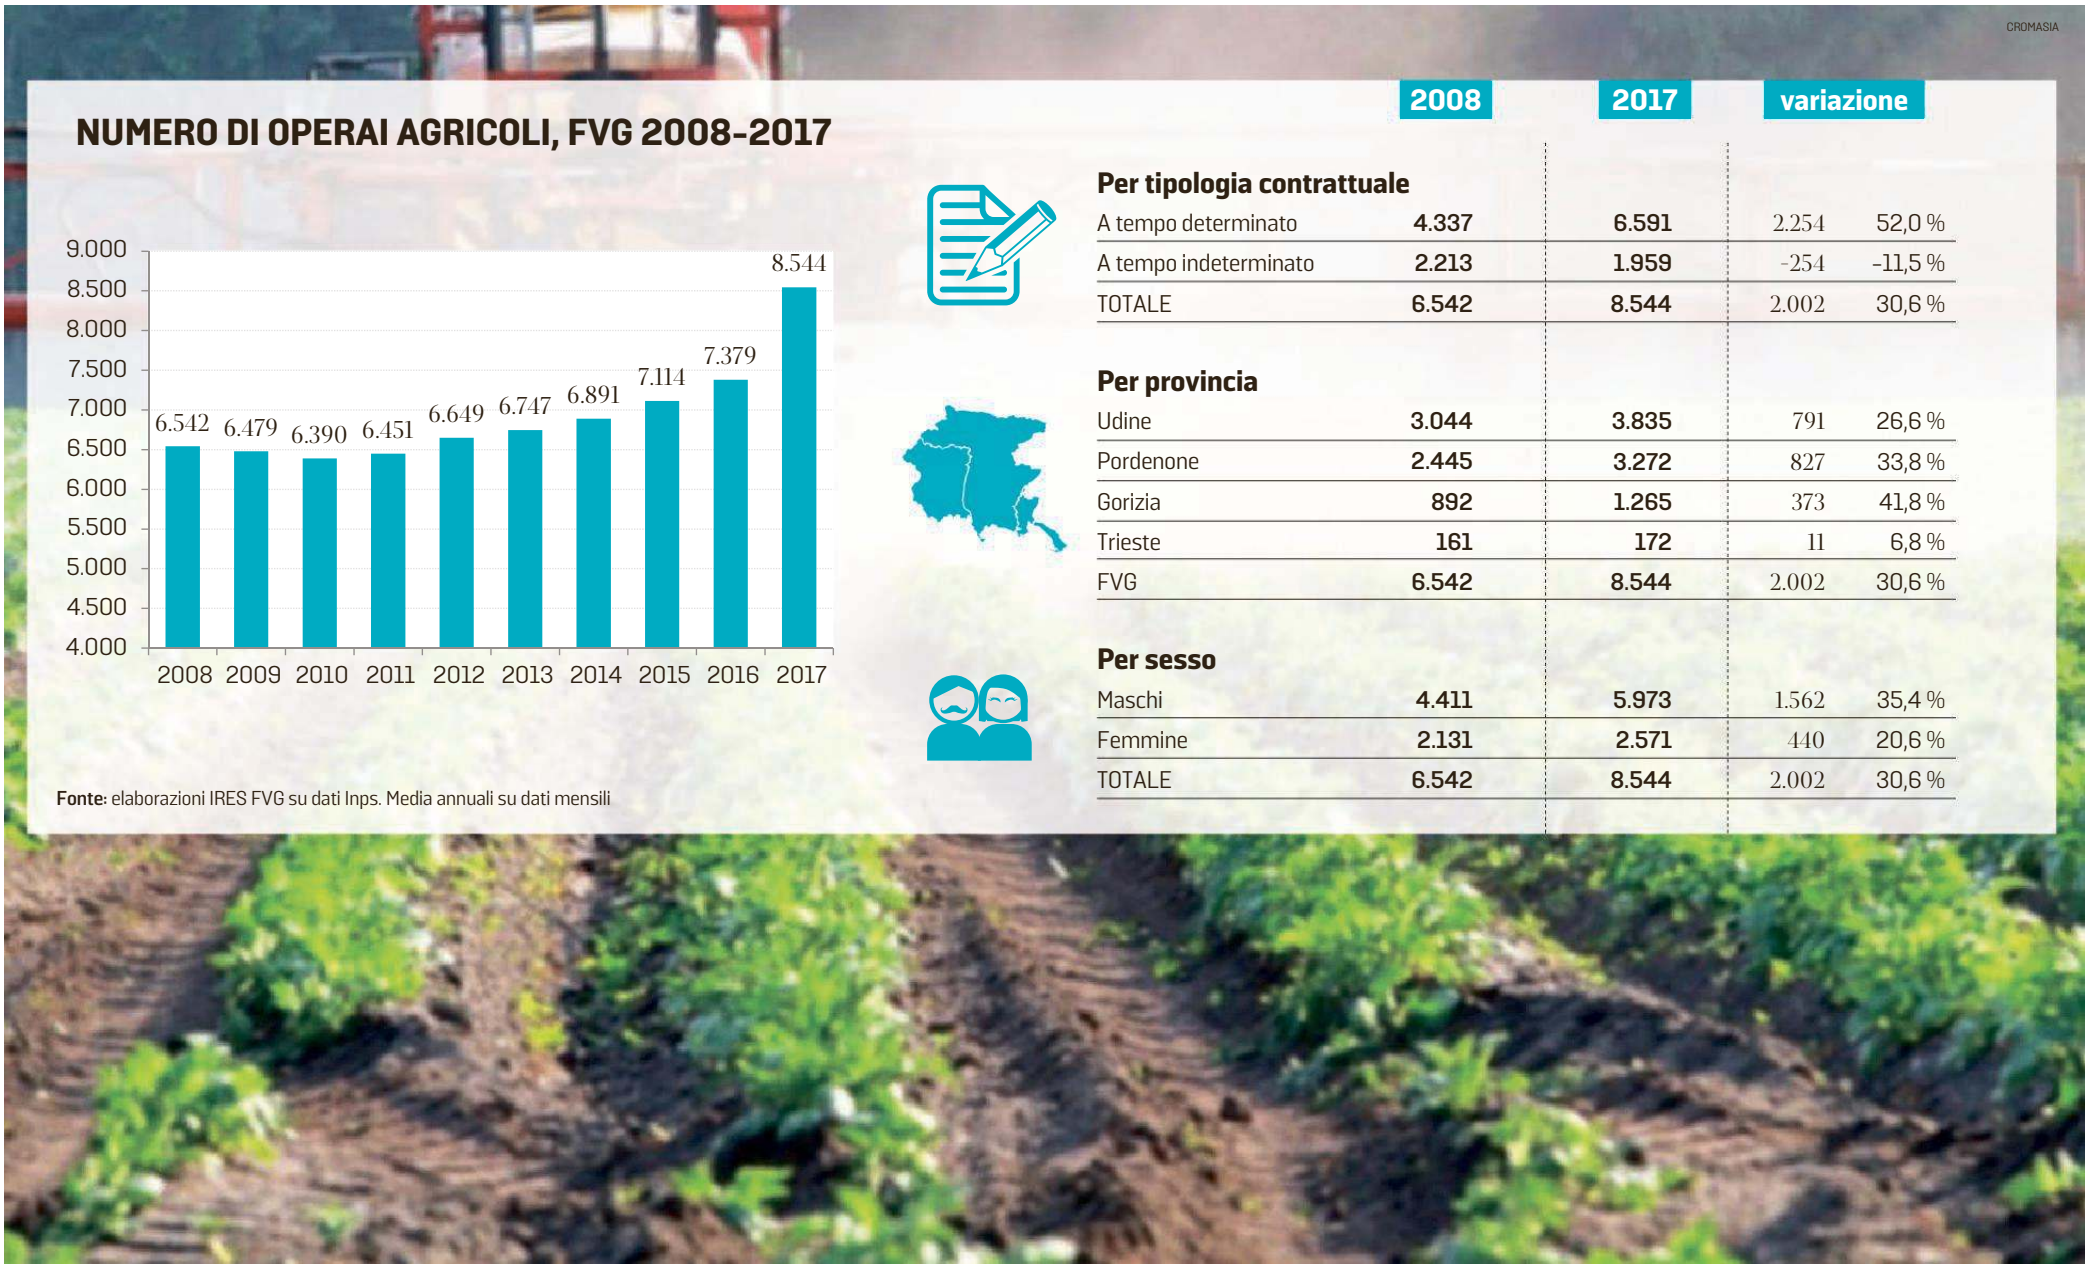 CROMASIA
NUMERO DI OPERAI AGRICOLI, FVG 2008-2017
9.000
8.500
8.000
7.500
7.000
6.500
6.000
5.500
5.000
4.500
4.000
6.542 6.479 6.390 6.451 6.649 6.747 6.891 7.114 7.379 8.544
2008 2009 2010 2011 2012 2013 2014 2015 2016 2017
Fonte: elaborazioni IRES FVG su dati Inps. Media annuali su dati mensili
2008 2017 variazione
Per tipologia contrattuale
A tempo determinato 4.337 6.591 2.254 52,0 %
A tempo indeterminato 2.213 1.959 -254 -11,5 %
TOTALE 6.542 8.544 2.002 30,6 %
Per provincia
Udine 3.044 3.835 791 26,6 %
Pordenone 2.445 3.272 827 33,8 %
Gorizia 892 1.265 373 41,8 %
Trieste 161 172 11 6,8 %
FVG 6.542 8.544 2.002 30,6 %
Per sesso
Maschi 4.411 5.973 1.562 35,4 %
Femmine 2.131 2.571 440 20,6 %
TOTALE 6.542 8.544 2.002 30,6 %